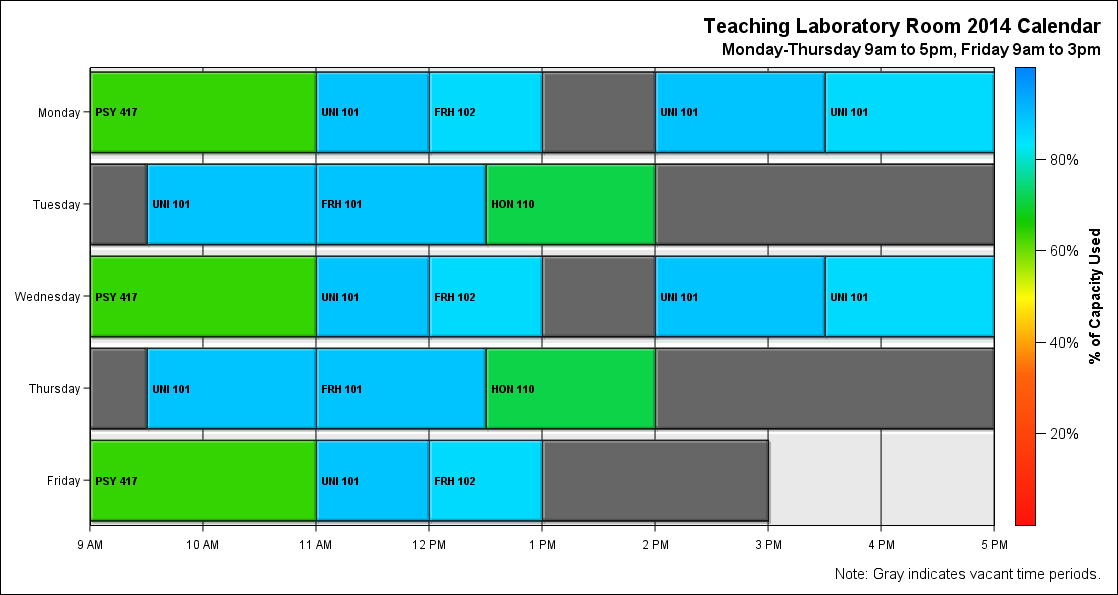 Teaching Laboratory Room 2014 Calendar
Monday-Thursday 9am to 5pm, Friday 9am to 3pm
Monday PSY 417 UNI 101 FRH 102 UNI 101 UNI 101
80%
Tuesday UNI 101 FRH 101 HON 110
60%
Wednesday PSY 417 UNI 101 FRH 102 UNI 101 UNI 101
% of Capacity Used
40%
Thursday UNI 101 FRH 101 HON 110
20%
Friday PSY 417 UNI 101 FRH 102
9 AM 10 AM 11 AM 12 PM 1 PM 2 PM 3 PM 4 PM 5 PM
Note: Gray indicates vacant time periods.